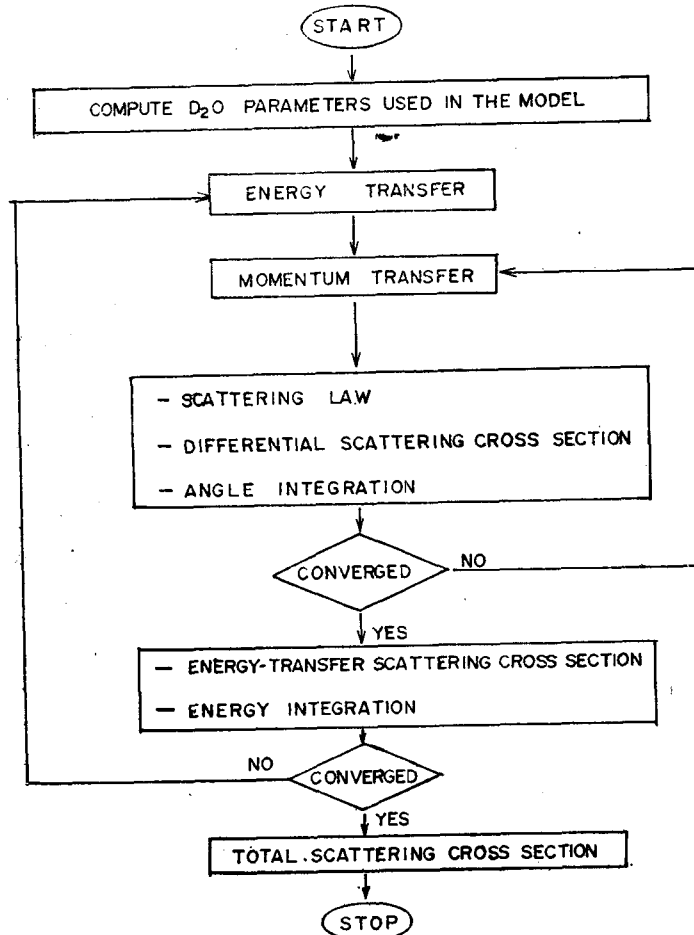 START
COMPUTE D₂O PARAMETERS USED IN THE MODEL
ENERGY TRANSFER
MOMENTUM TRANSFER
– SCATTERING LAW
– DIFFERENTIAL SCATTERING CROSS SECTION
– ANGLE INTEGRATION
CONVERGED
NO
YES
– ENERGY-TRANSFER SCATTERING CROSS SECTION
– ENERGY INTEGRATION
NO
CONVERGED
YES
TOTAL SCATTERING CROSS SECTION
STOP